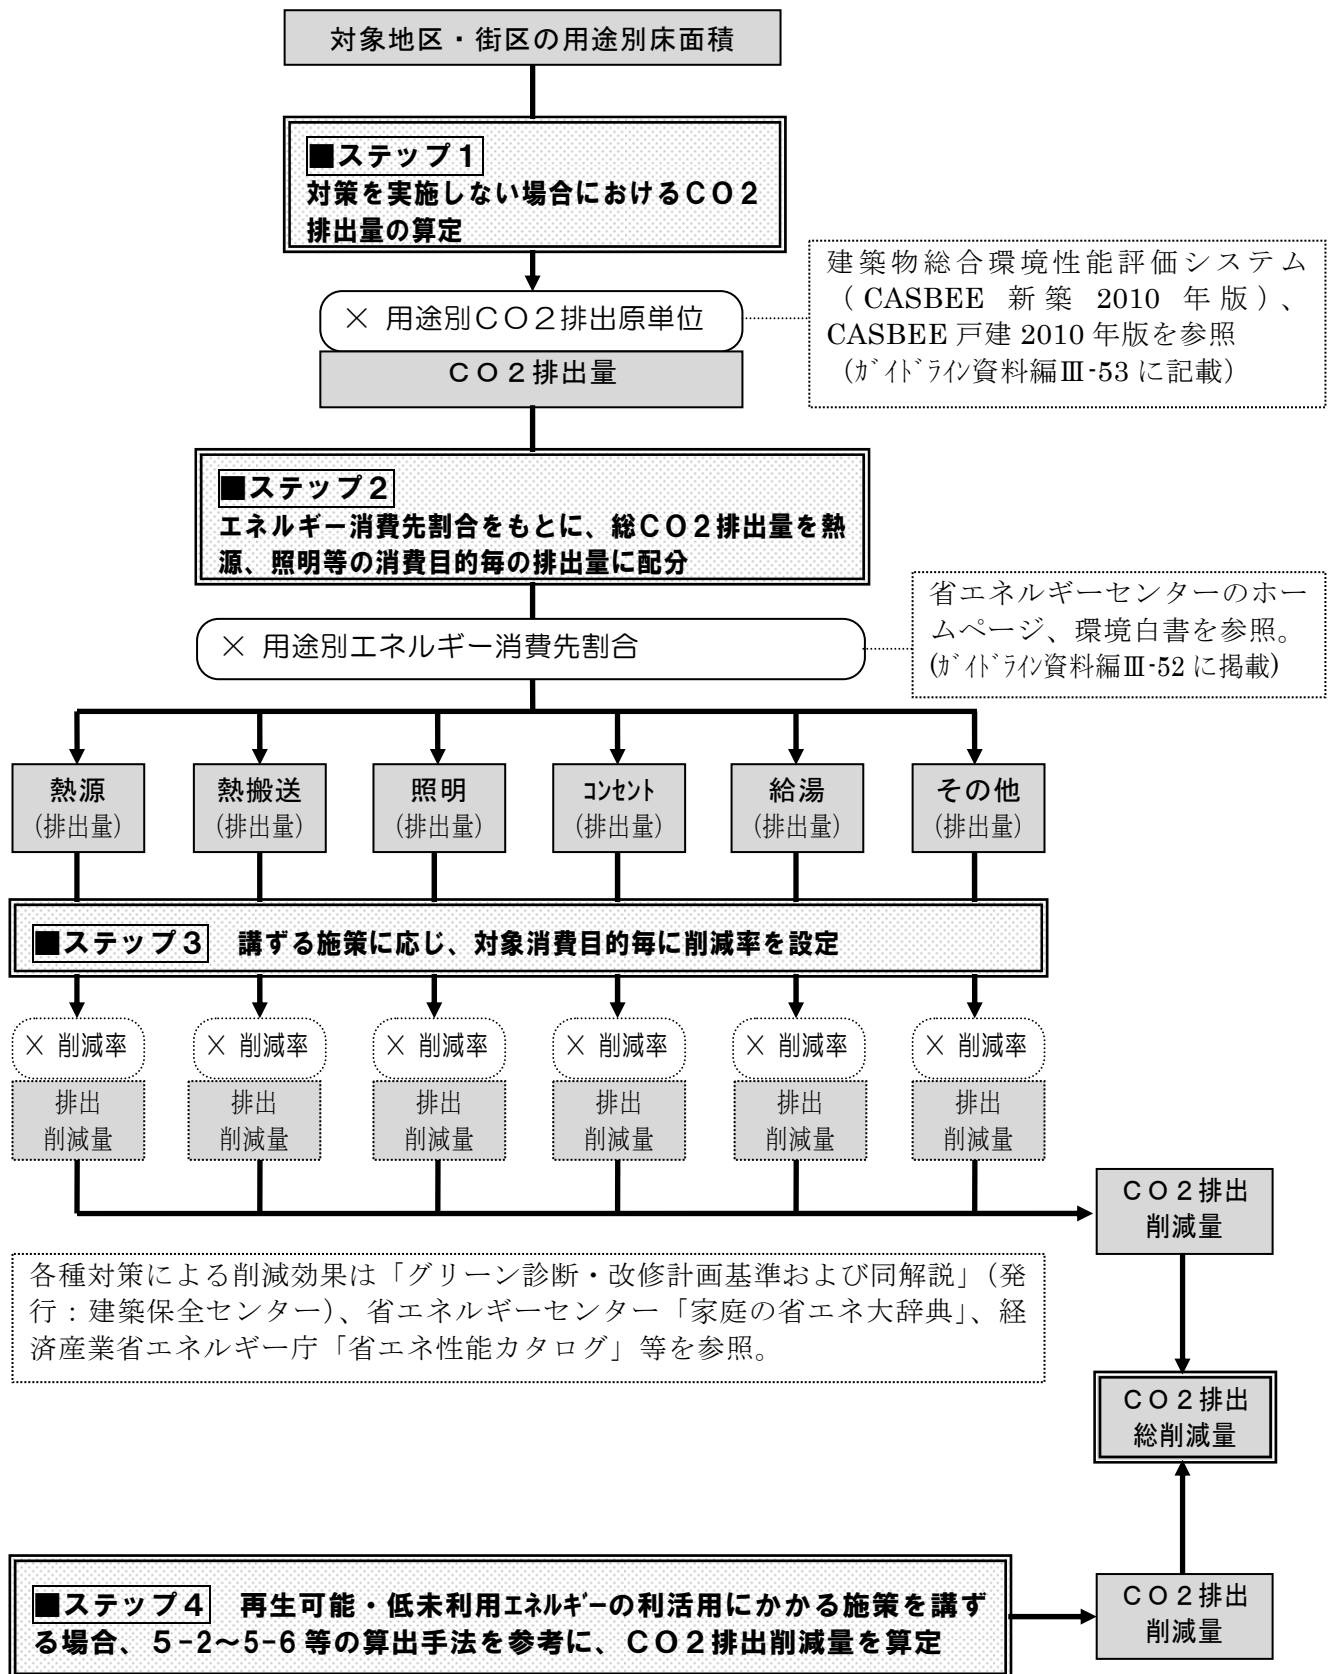 対象地区・街区の用途別床面積
■ステップ1
対策を実施しない場合におけるCO2
排出量の算定
× 用途別CO2排出原単位
CO2排出量
建築物総合環境性能評価システム
(CASBEE 新築 2010 年版)、
CASBEE 戸建 2010 年版を参照
(ｶﾞｲﾄﾞﾗｲﾝ資料編Ⅲ-53 に記載)
■ステップ2
エネルギー消費先割合をもとに、総CO2排出量を熱
源、照明等の消費目的毎の排出量に配分
× 用途別エネルギー消費先割合
省エネルギーセンターのホー
ムページ、環境白書を参照。
(ｶﾞｲﾄﾞﾗｲﾝ資料編Ⅲ-52 に掲載)
熱源
(排出量)
熱搬送
(排出量)
照明
(排出量)
ｺﾝｾﾝﾄ
(排出量)
給湯
(排出量)
その他
(排出量)
■ステップ3 講ずる施策に応じ、対象消費目的毎に削減率を設定
× 削減率
排出
削減量
× 削減率
排出
削減量
× 削減率
排出
削減量
× 削減率
排出
削減量
× 削減率
排出
削減量
× 削減率
排出
削減量
CO2排出
削減量
各種対策による削減効果は「グリーン診断・改修計画基準および同解説」(発
行:建築保全センター)、省エネルギーセンター「家庭の省エネ大辞典」、経
済産業省エネルギー庁「省エネ性能カタログ」等を参照。
CO2排出
総削減量
■ステップ4 再生可能・低未利用ｴﾈﾙｷﾞｰの利活用にかかる施策を講ず
る場合、5-2~5-6 等の算出手法を参考に、CO2排出削減量を算定
CO2排出
削減量